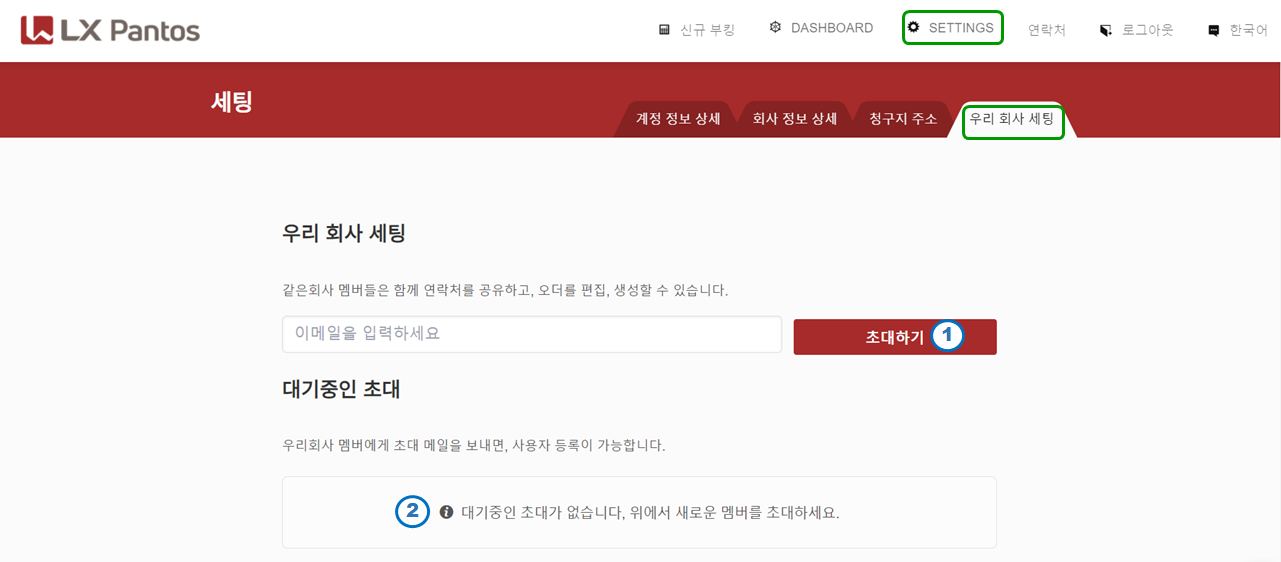 LX Pantos
신규 부킹 DASHBOARD SETTINGS 연락처 로그아웃 한국어
세팅
계정 정보 상세 회사 정보 상세 청구지 주소 우리 회사 세팅
우리 회사 세팅
같은회사 멤버들은 함께 연락처를 공유하고, 오더를 편집, 생성할 수 있습니다.
이메일을 입력하세요 초대하기 1
대기중인 초대
우리회사 멤버에게 초대 메일을 보내면, 사용자 등록이 가능합니다.
2 대기중인 초대가 없습니다, 위에서 새로운 멤버를 초대하세요.